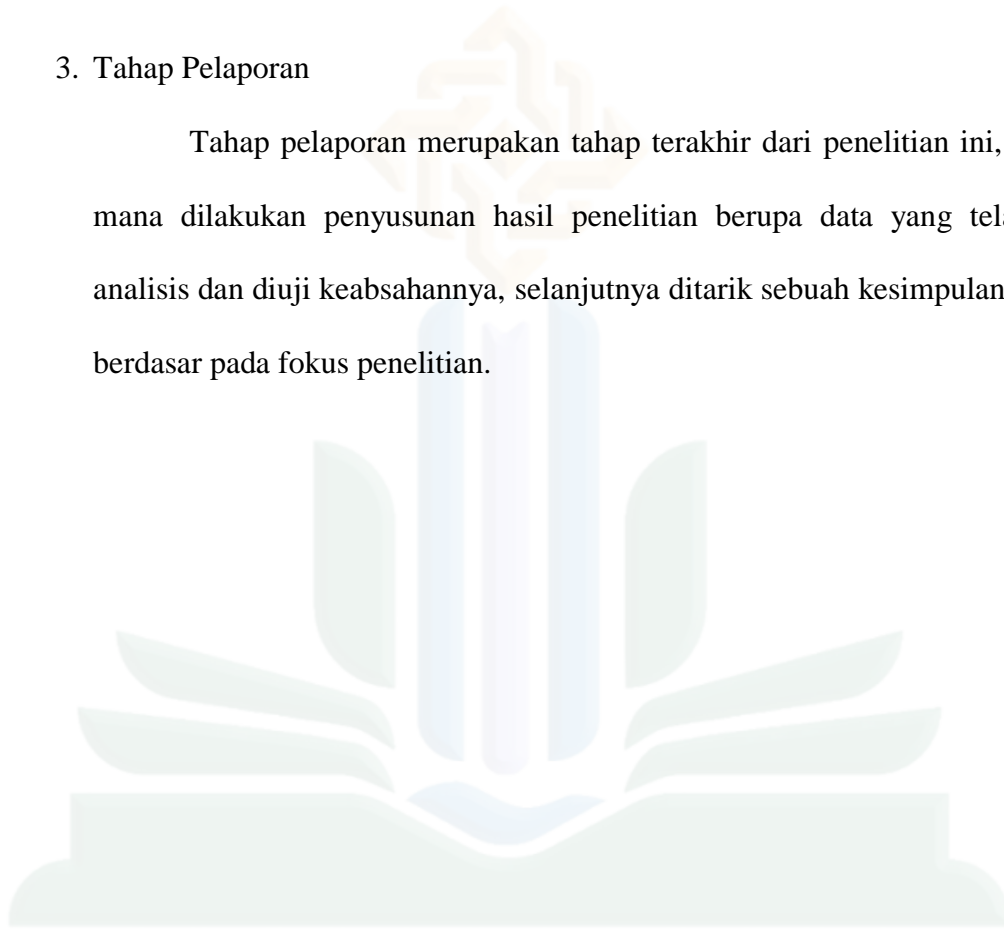 3. Tahap Pelaporan
Tahap pelaporan merupakan tahap terakhir dari penelitian ini,
mana dilakukan penyusunan hasil penelitian berupa data yang
analisis dan diuji keabsahannya, selanjutnya ditarik sebuah kesimpulan
berdasar pada fokus penelitian.